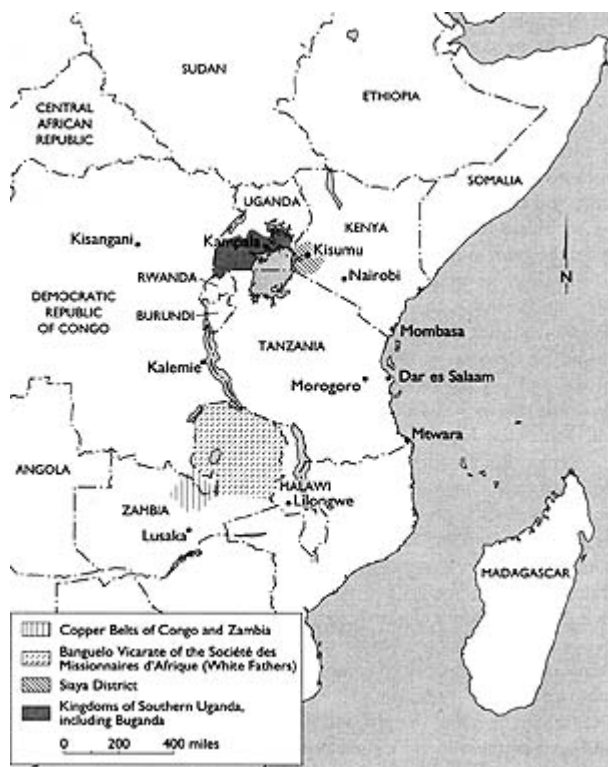 SUDAN
ETHIOPIA
CENTRAL
AFRICAN
REPUBLIC
SOMALIA
UGANDA
KENYA
Kisangani
Kampala
Kisumu
Nairobi
N
RWANDA
DEMOCRATIC
REPUBLIC
OF CONGO
BURUNDI
Mombasa
TANZANIA
Kalemie
Morogoro
Dar es Salaam
Mtwara
ANGOLA
MALAWI
Lilongwe
ZAMBIA
Lusaka
MADAGASCAR
Copper Belts of Congo and Zambia
Banguelo Vicarate of the Société des
Missionnaires d'Afrique (White Fathers)
Siaya District
Kingdoms of Southern Uganda,
including Buganda
0 200 400 miles